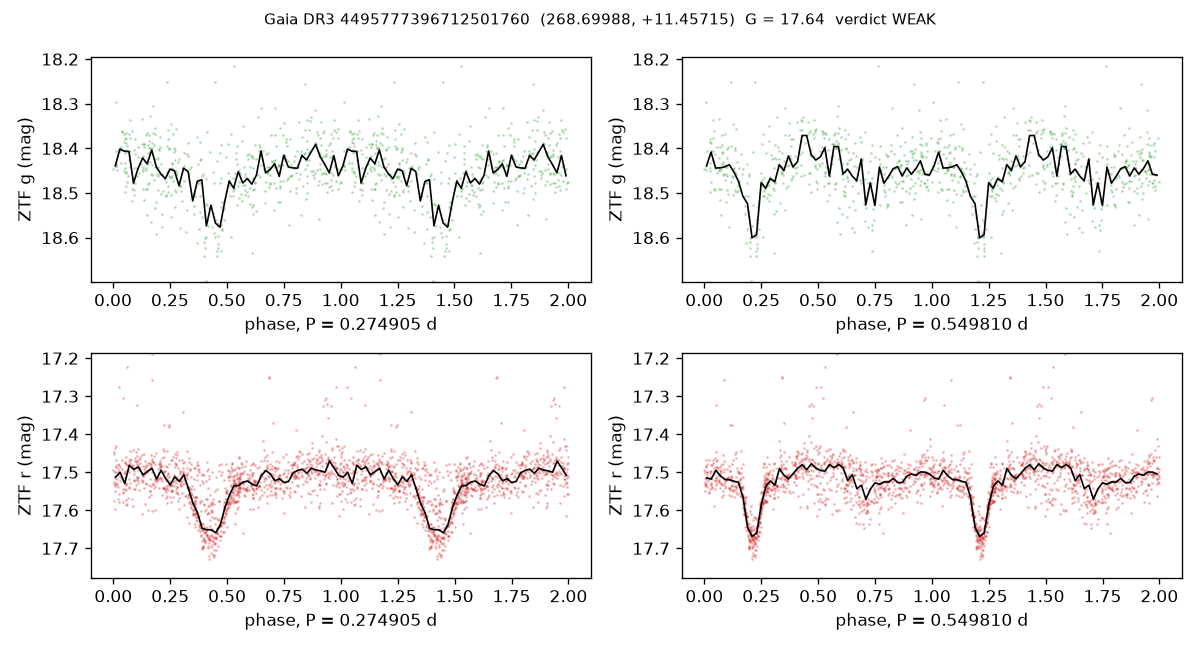 Gaia DR3 4495777396712501760  (268.69988, +11.45715)  G = 17.64  verdict WEAK
18.2
18.3
18.4
18.5
18.6
ZTF g (mag)
0.00 0.25 0.50 0.75 1.00 1.25 1.50 1.75 2.00
phase, P = 0.274905 d
18.2
18.3
18.4
18.5
18.6
ZTF g (mag)
0.00 0.25 0.50 0.75 1.00 1.25 1.50 1.75 2.00
phase, P = 0.549810 d
17.2
17.3
17.4
17.5
17.6
17.7
ZTF r (mag)
0.00 0.25 0.50 0.75 1.00 1.25 1.50 1.75 2.00
phase, P = 0.274905 d
17.2
17.3
17.4
17.5
17.6
17.7
ZTF r (mag)
0.00 0.25 0.50 0.75 1.00 1.25 1.50 1.75 2.00
phase, P = 0.549810 d